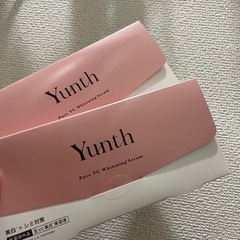 Yunth
Pure VC Whitening Serum
Yunth
Pure VC Whitening Serum
美白×シミ対策